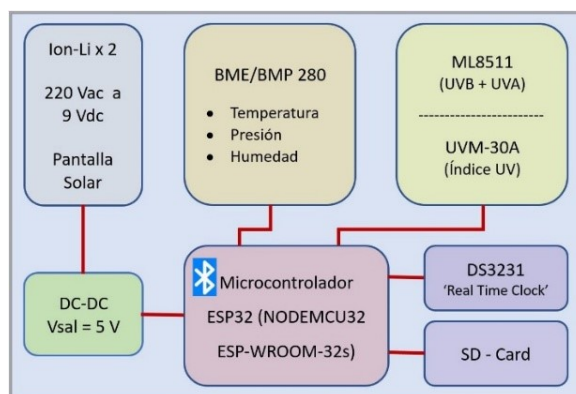 Ion-Li x 2
220 Vac a
9 Vdc
Pantalla
Solar
BME/BMP 280
• Temperatura
• Presión
• Humedad
ML8511
(UVB + UVA)
-------------------------
UVM-30A
(Índice UV)
DC-DC
Vsal = 5 V
Microcontrolador
ESP32 (NODEMCU32
ESP-WROOM-32s)
DS3231
‘Real Time Clock’
SD - Card